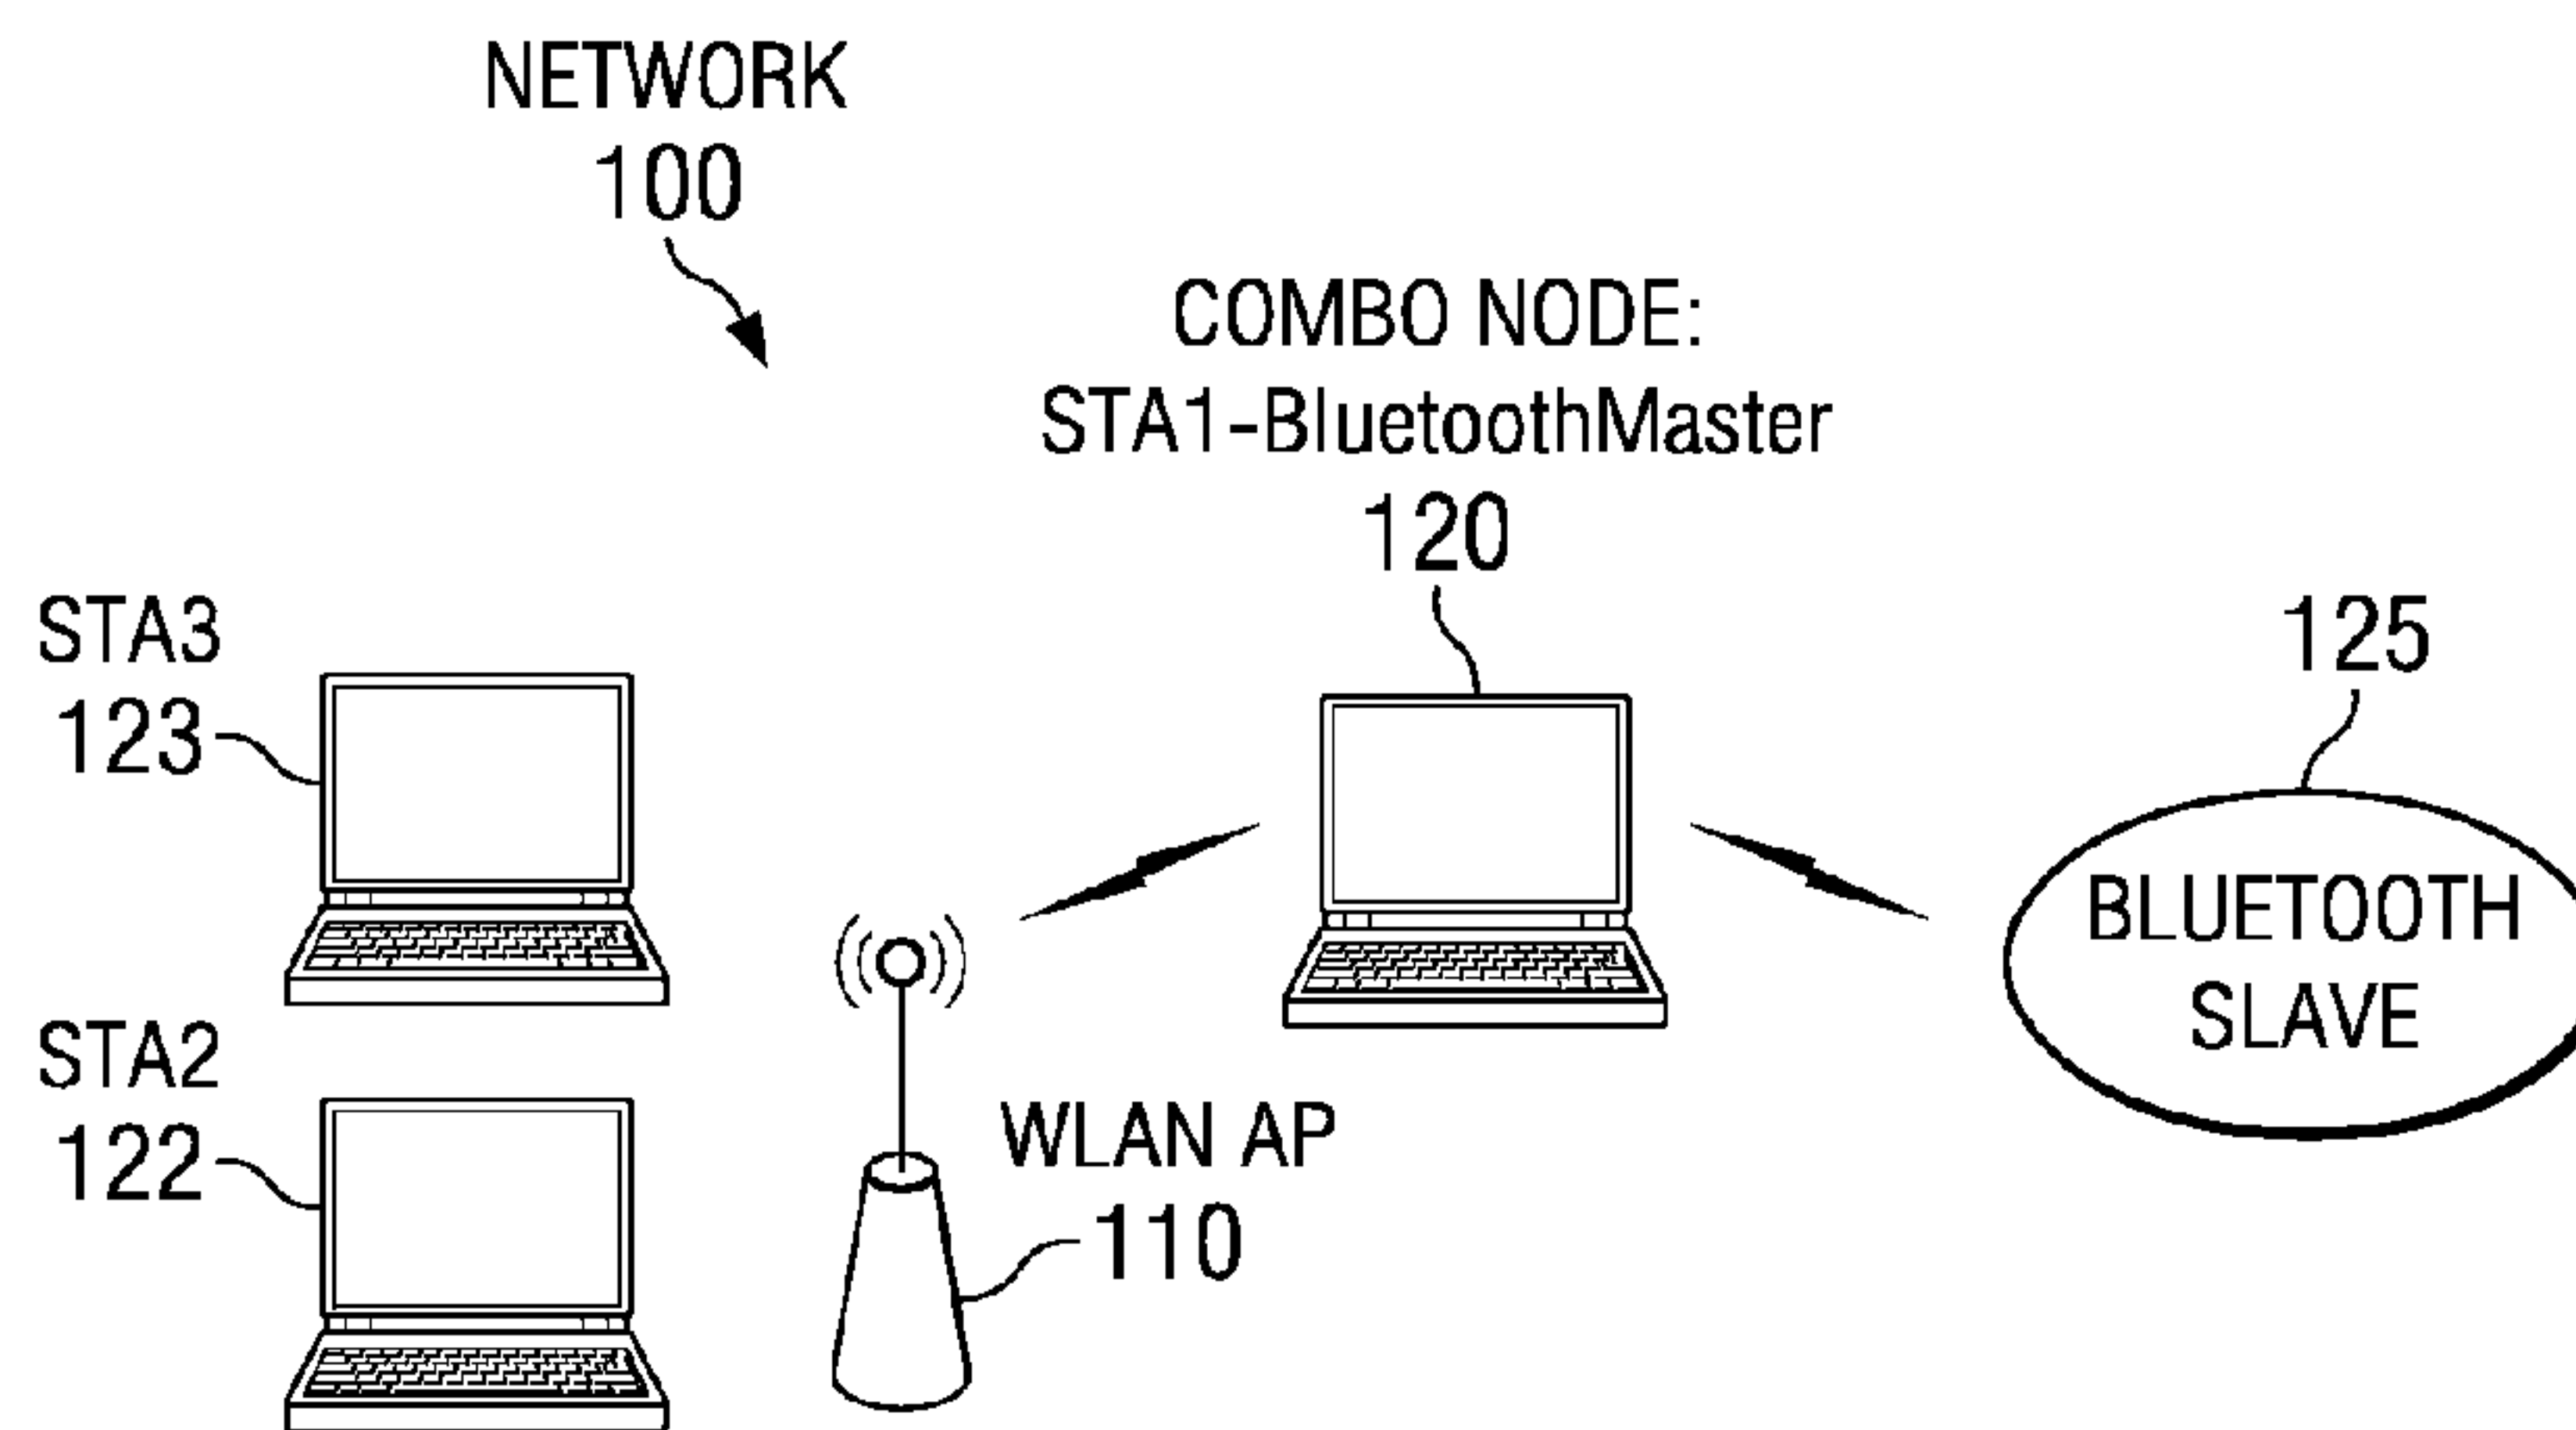 NETWORK
100
COMBO NODE:
STA1-BluetoothMaster
120
STA3
123
125
BLUETOOTH
SLAVE
STA2
122
WLAN AP
110